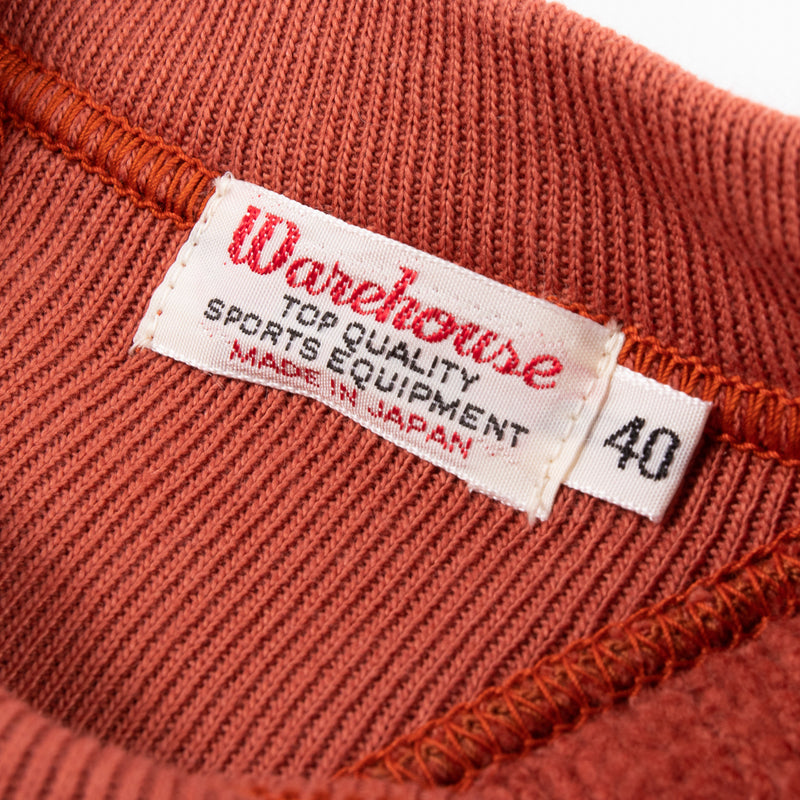 Warehouse
TOP QUALITY
SPORTS EQUIPMENT
MADE IN JAPAN
40